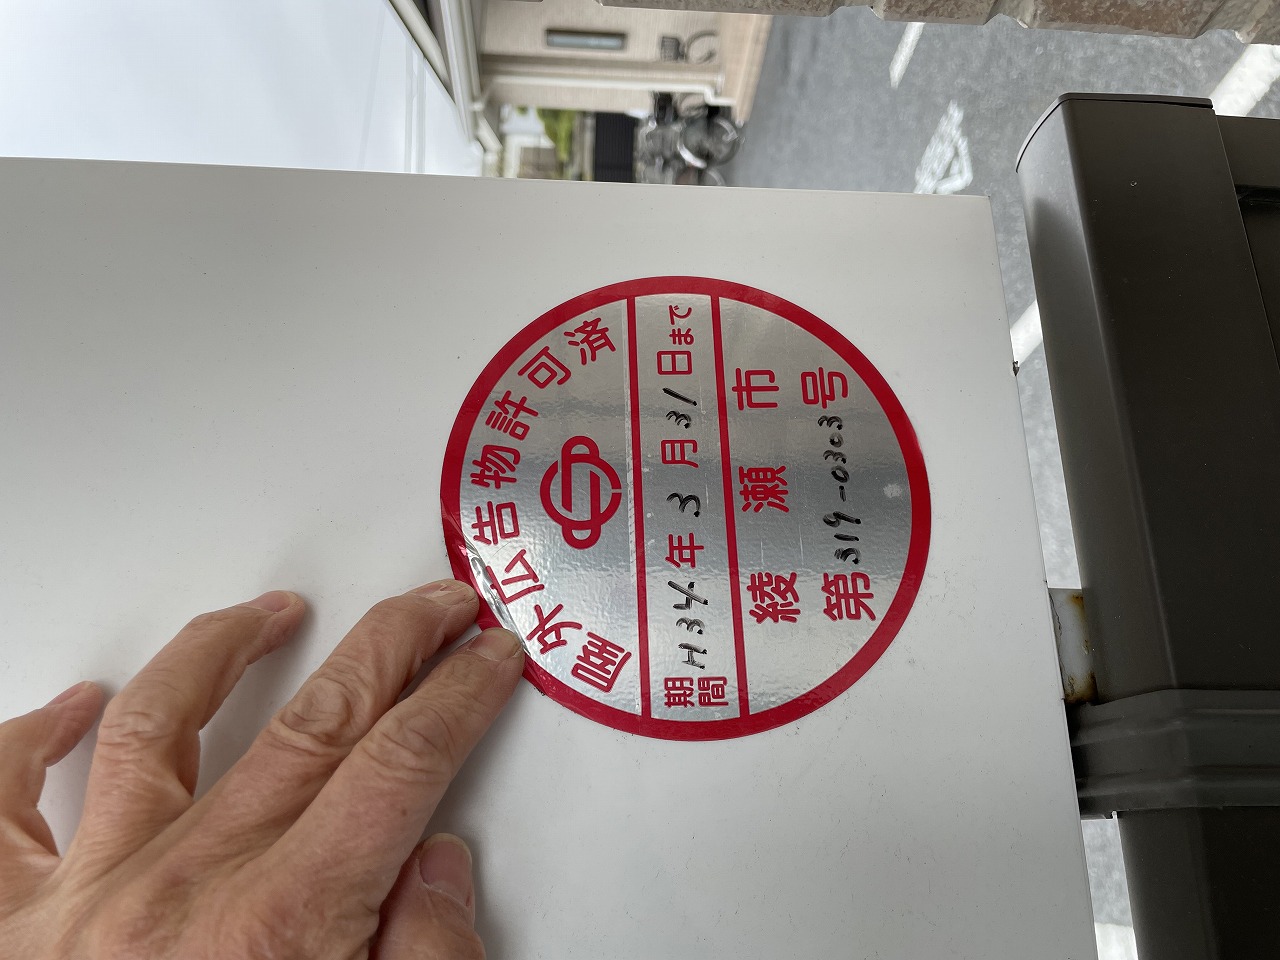 屋外広告物許可済
期間 H34年3月31日まで
綾瀬市
第319-0303号